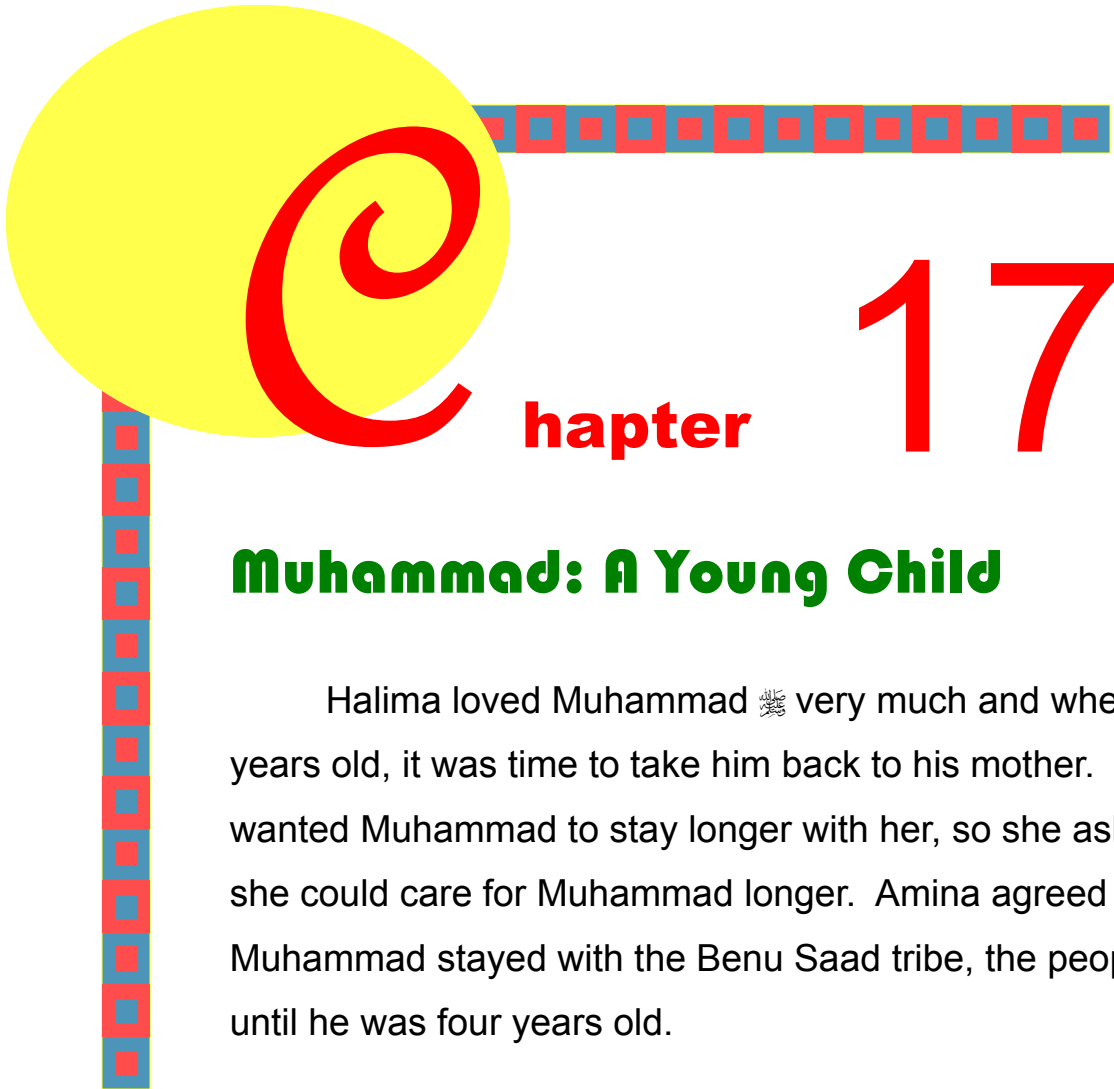 Chapter 17
Muhammad: A Young Child
Halima loved Muhammad ﷺ very much and whe
years old, it was time to take him back to his mother.
wanted Muhammad to stay longer with her, so she as
she could care for Muhammad longer. Amina agreed
Muhammad stayed with the Benu Saad tribe, the peop
until he was four years old.